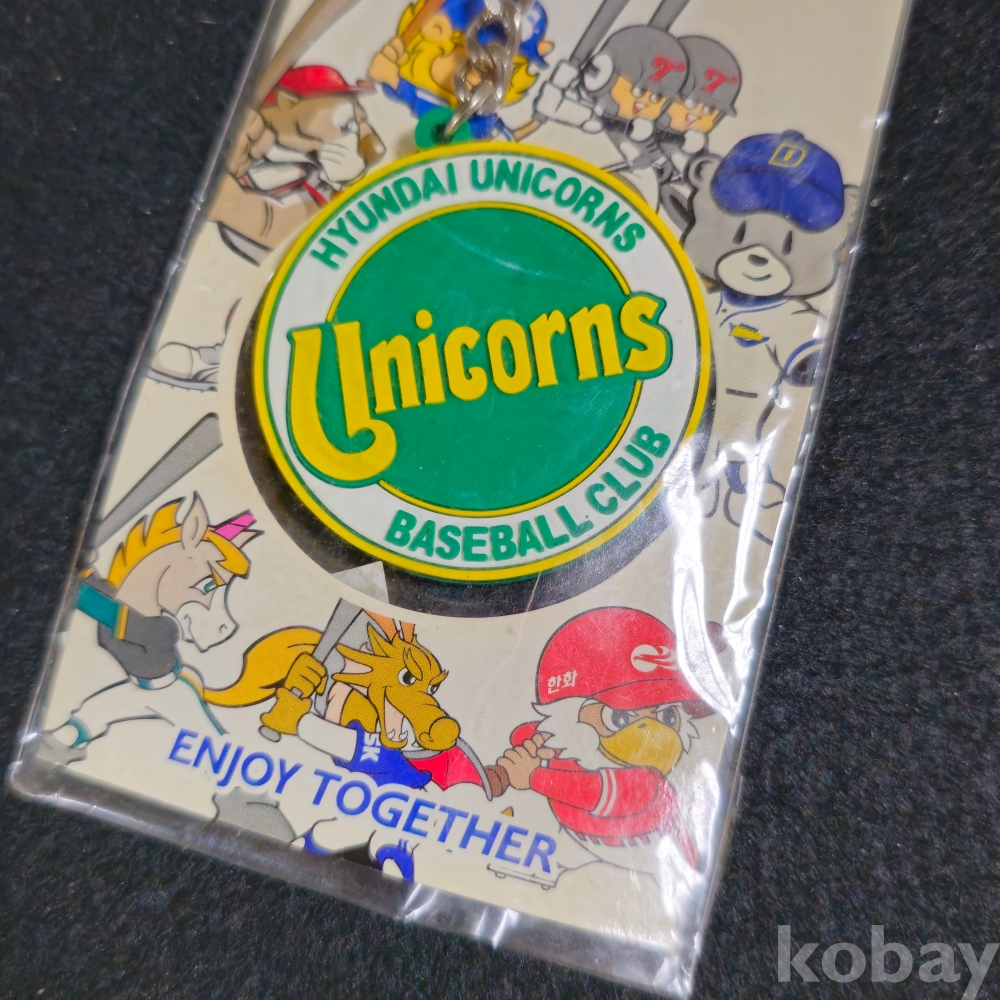 T
T
D
HYUNDAI UNICORNS
Unicorns
BASEBALL CLUB
한화
SK
ENJOY TOGETHER
kobay